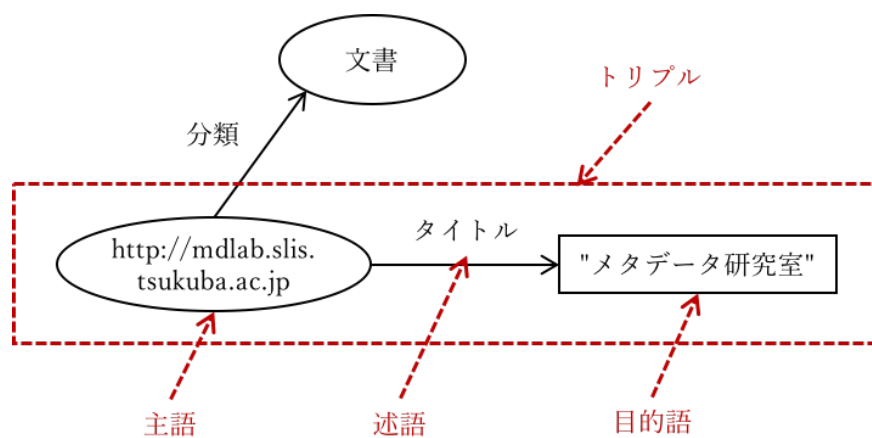 文書
トリプル
分類
タイトル
http://mdlab.slis.
tsukuba.ac.jp
"メタデータ研究室"
主語
述語
目的語